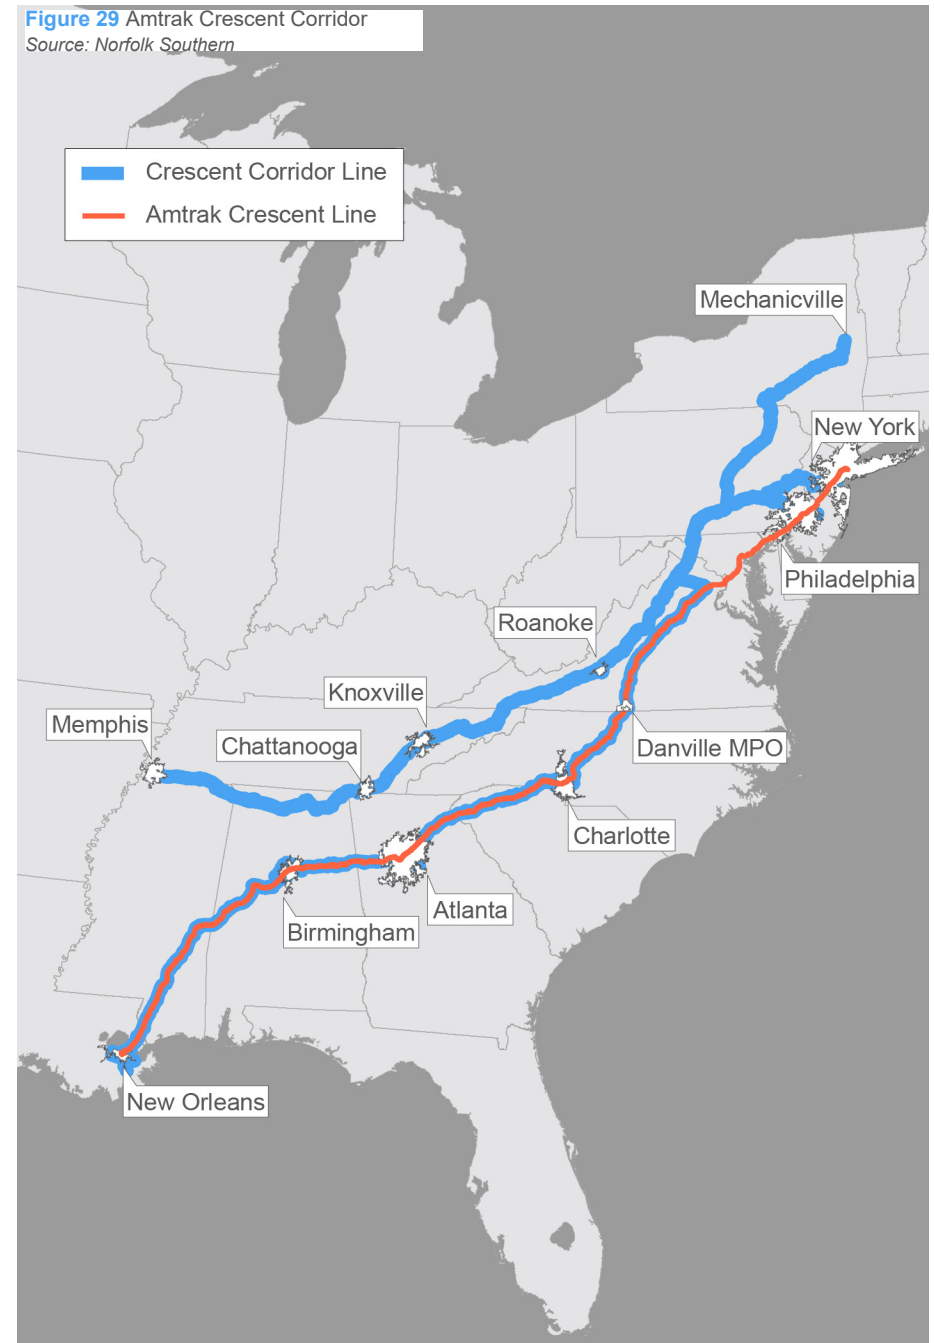 Figure 29 Amtrak Crescent Corridor
Source: Norfolk Southern
Crescent Corridor Line
Amtrak Crescent Line
Mechanicville
New York
Philadelphia
Roanoke
Knoxville
Memphis
Chattanooga
Danville MPO
Charlotte
Atlanta
Birmingham
New Orleans